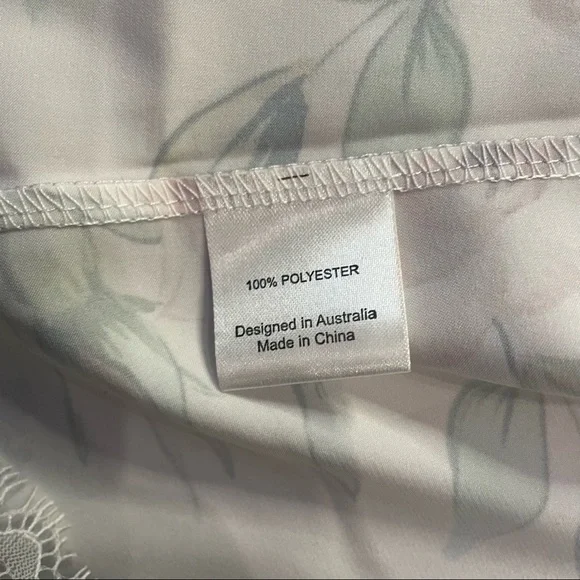 100% POLYESTER
Designed in Australia
Made in China